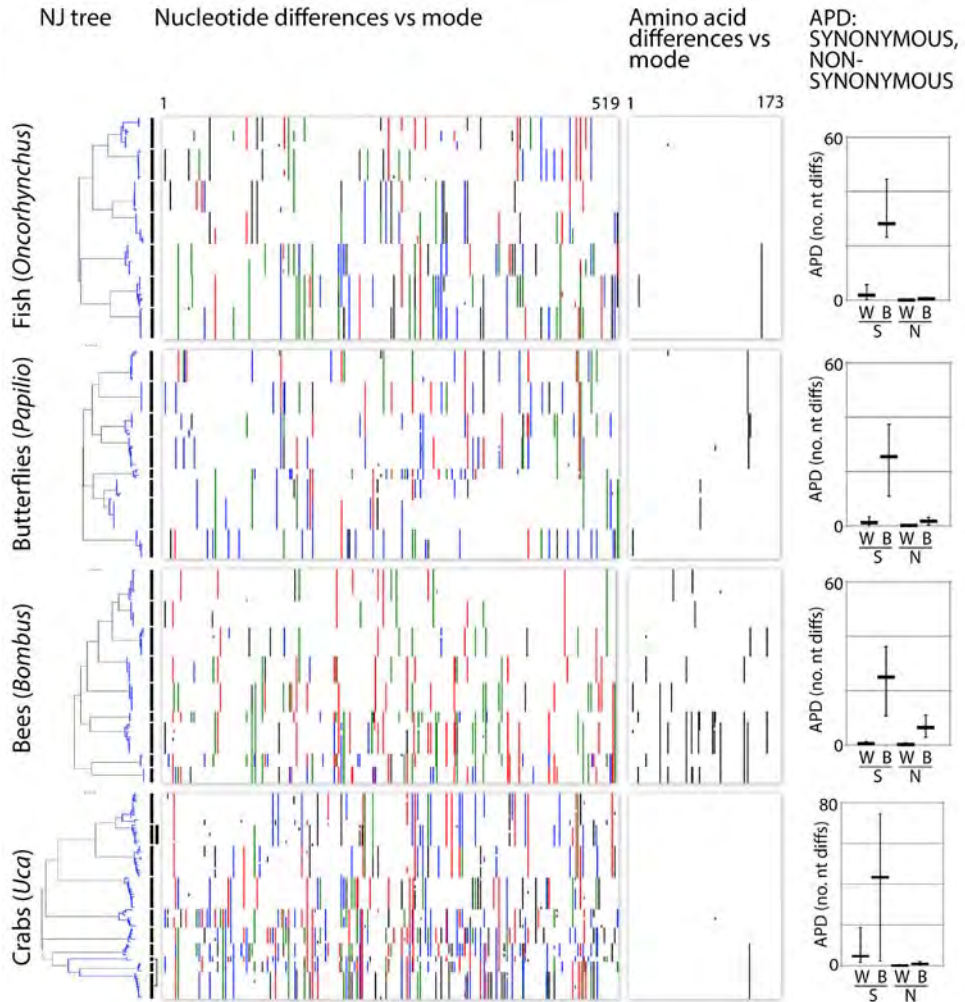 NJ tree
Nucleotide differences vs mode
Amino acid
differences vs
mode
APD:
SYNONYMOUS,
NON-
SYNONYMOUS
1
519
1
173
Fish (Oncorhynchus)
60
APD (no. nt diffs)
0
W B W B
S N
Butterflies (Papilio)
60
APD (no. nt diffs)
0
W B W B
S N
Bees (Bombus)
60
APD (no. nt diffs)
0
W B W B
S N
Crabs (Uca)
80
APD (no. nt diffs)
0
W B W B
S N